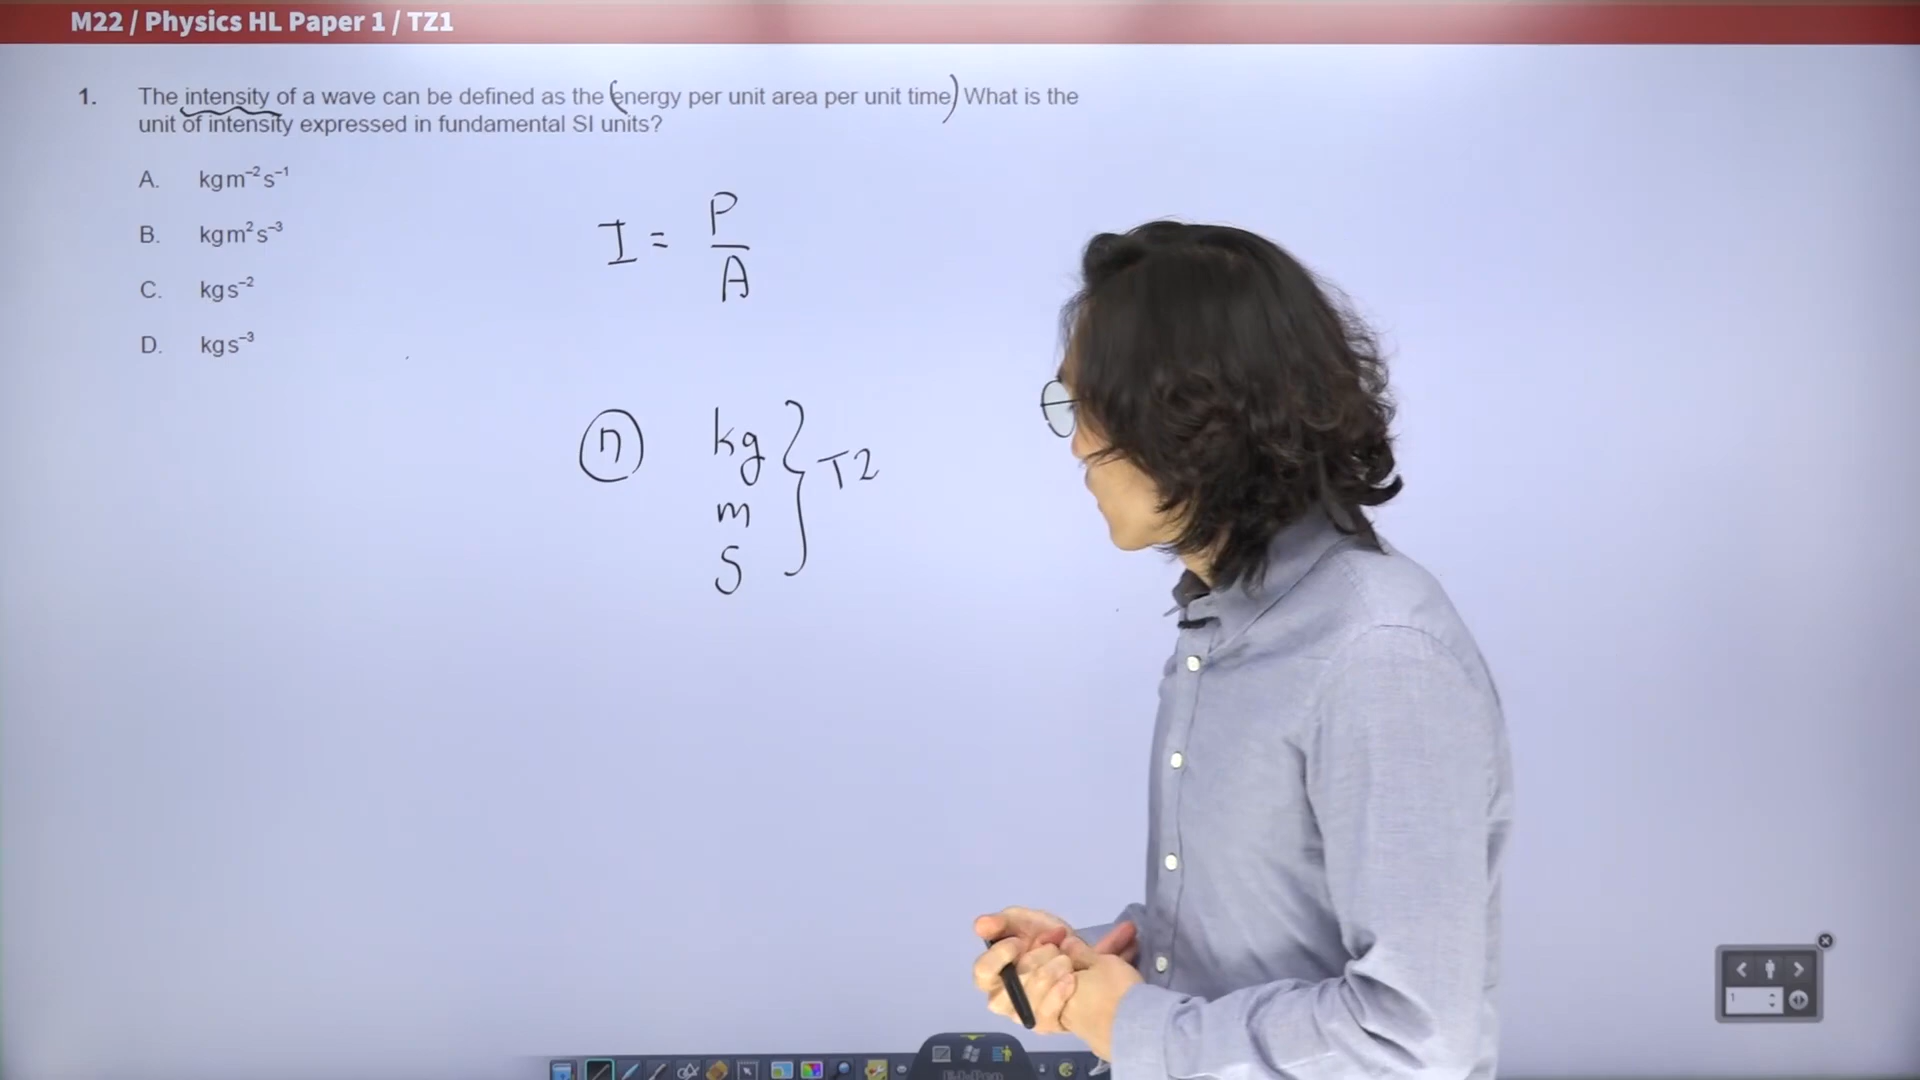 M22 / Physics HL Paper 1 / TZ1
1. The intensity of a wave can be defined as the energy per unit area per unit time. What is the
unit of intensity expressed in fundamental SI units?
A. kg m⁻² s⁻¹
B. kg m² s⁻³
C. kg s⁻²
D. kg s⁻³
I = P/A
kg
T2
m
s
1